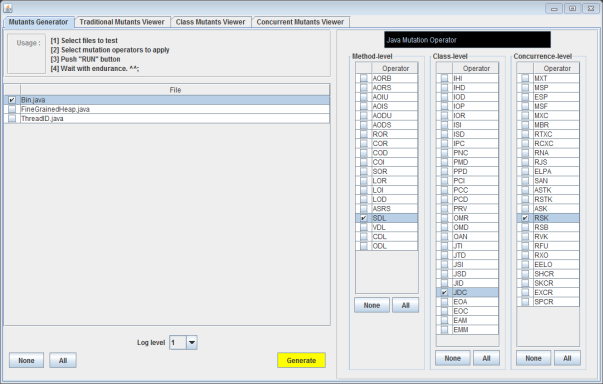 Mutants Generator Traditional Mutants Viewer Class Mutants Viewer Concurrent Mutants Viewer
Usage :
[1] Select files to test
[2] Select mutation operators to apply
[3] Push "RUN" button
[4] Wait with endurance. ^^;
File
Bin.java
FineGrainedHeap.java
ThreadID.java
Log level 1
None All Generate
Java Mutation Operator
Method-level
Operator
AORB
AORS
AOIU
AOIS
AODU
AODS
ROR
COR
COD
COI
SOR
LOR
LOI
LOD
ASRS
SDL
VDL
CDL
ODL
None All
Class-level
Operator
IHI
IHD
IOD
IOP
IOR
ISI
ISD
IPC
PNC
PMD
PPD
PCI
PCC
PCD
PRV
OMR
OMD
OAN
JTI
JTD
JSI
JSD
JID
JDC
EOA
EOC
EAM
EMM
None All
Concurrence-level
Operator
MXT
MSP
ESP
MSF
MXC
MBR
RTXC
RCXC
RNA
RJS
ELPA
SAN
ASTK
RSTK
ASK
RSK
RSB
RVK
RFU
RXO
EELO
SHCR
SKCR
EXCR
SPCR
None All